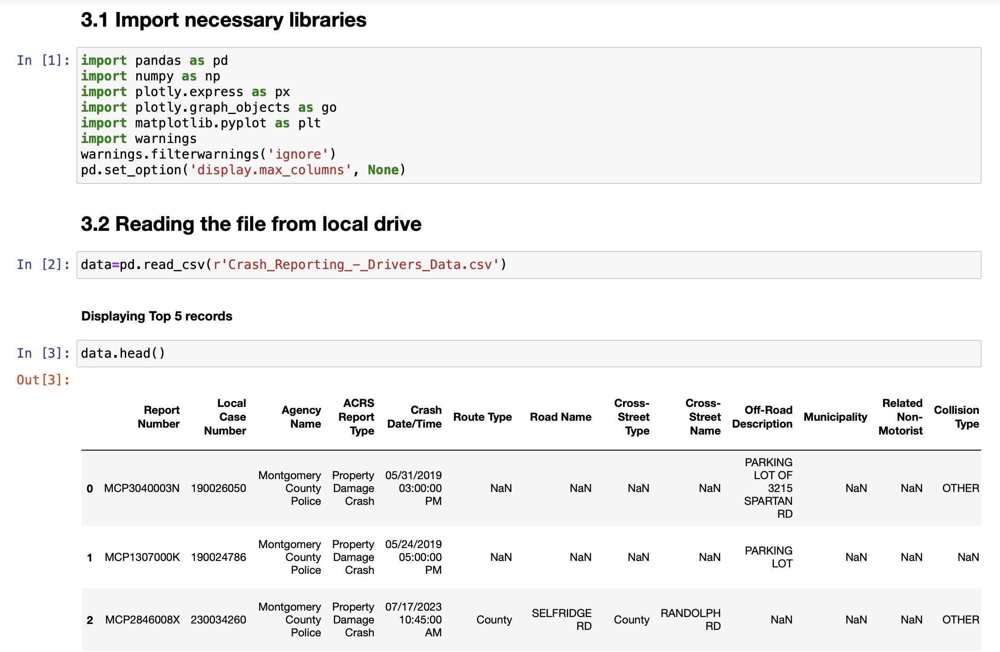 3.1 Import necessary libraries
In [1]:
import pandas as pd
import numpy as np
import plotly.express as px
import plotly.graph_objects as go
import matplotlib.pyplot as plt
import warnings
warnings.filterwarnings('ignore')
pd.set_option('display.max_columns', None)
3.2 Reading the file from local drive
In [2]:
data=pd.read_csv(r'Crash_Reporting_-_Drivers_Data.csv')
Displaying Top 5 records
In [3]:
data.head()
Out[3]:
Report
Number
Local
Case
Number
Agency
Name
ACRS
Report
Type
Crash
Date/Time
Route Type
Road Name
Cross-
Street
Type
Cross-
Street
Name
Off-Road
Description
Municipality
Related
Non-
Motorist
Collision
Type
0
MCP3040003N
190026050
Montgomery
County
Police
Property
Damage
Crash
05/31/2019
03:00:00
PM
NaN
NaN
NaN
NaN
PARKING
LOT OF
3215
SPARTAN
RD
NaN
NaN
OTHER
1
MCP1307000K
190024786
Montgomery
County
Police
Property
Damage
Crash
05/24/2019
05:00:00
PM
NaN
NaN
NaN
NaN
PARKING
LOT
NaN
NaN
NaN
2
MCP2846008X
230034260
Montgomery
County
Police
Property
Damage
Crash
07/17/2023
10:45:00
AM
County
SELFRIDGE
RD
County
RANDOLPH
RD
NaN
NaN
NaN
OTHER